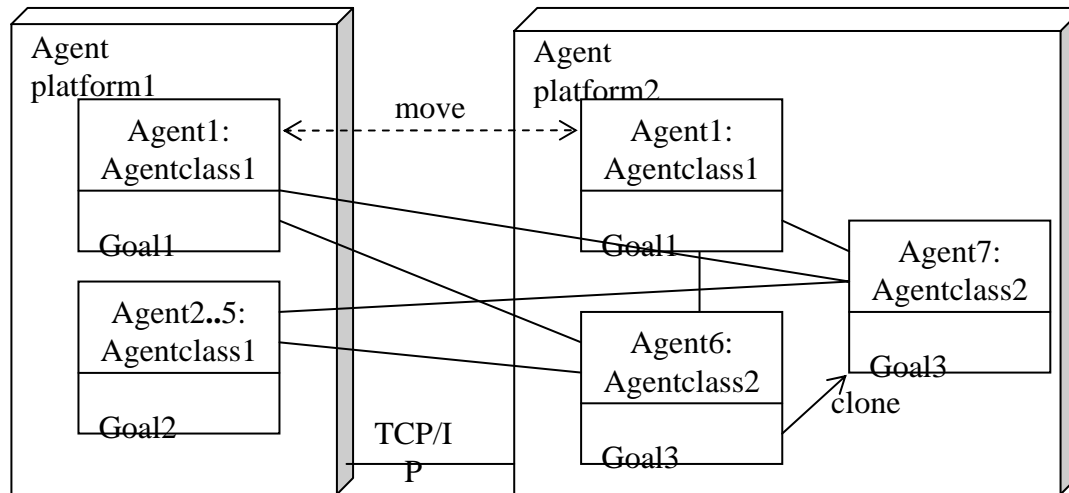 Agent
platform1
Agent1:
Agentclass1
Goal1
Agent2..5:
Agentclass1
Goal2
move
TCP/I
P
Agent
platform2
Agent1:
Agentclass1
Goal1
Agent6:
Agentclass2
Goal3
Agent7:
Agentclass2
Goal3
clone